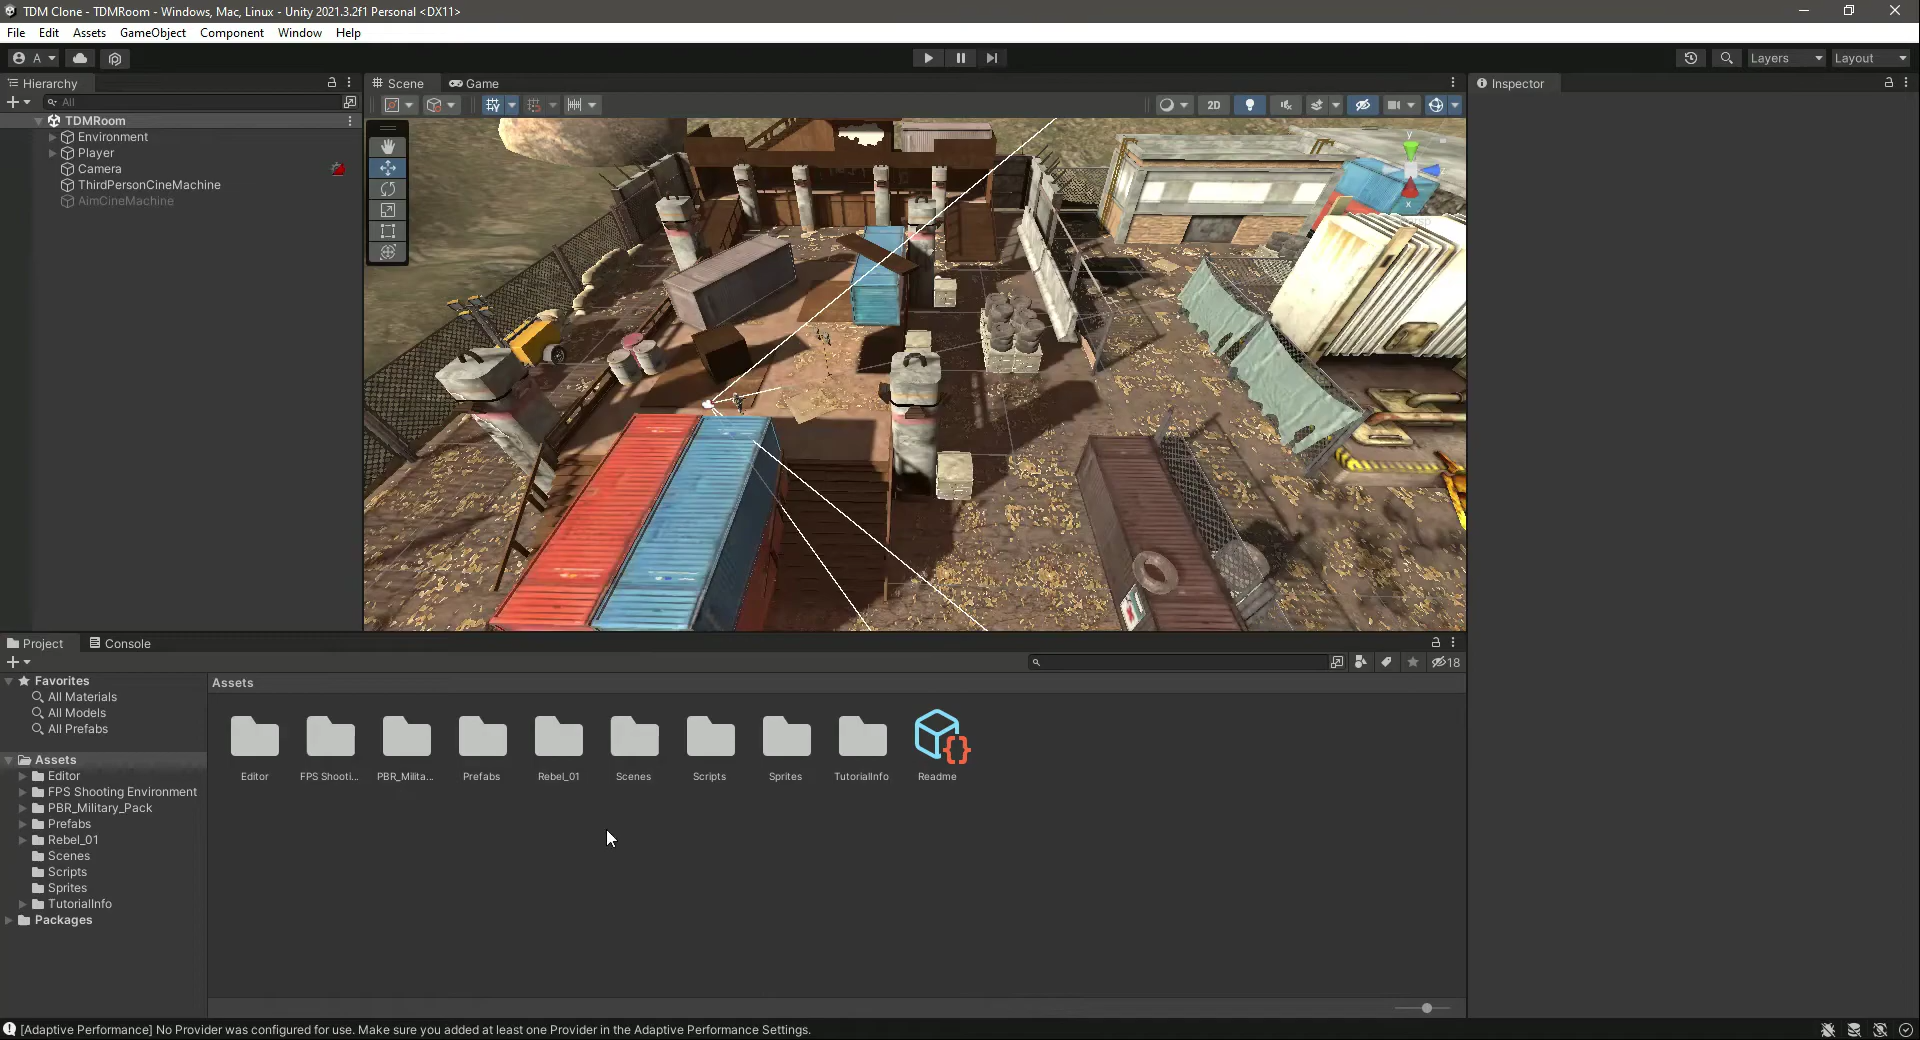 TDM Clone - TDMRoom - Windows, Mac, Linux - Unity 2021.3.2f1 Personal <DX11>
File Edit Assets GameObject Component Window Help
A Layers Layout
Hierarchy Scene Game Inspector
All 2D
TDMRoom
Environment
Player
Camera
ThirdPersonCineMachine
AimCineMachine
y
z
x
Project Console
18
Favorites
All Materials
All Models
All Prefabs
Assets
Editor
FPS Shooting Environment
PBR_Military_Pack
Prefabs
Rebel_01
Scenes
Scripts
Sprites
TutorialInfo
Packages
Assets
Editor FPS Shooti... PBR_Milita... Prefabs Rebel_01 Scenes Scripts Sprites TutorialInfo Readme
[Adaptive Performance] No Provider was configured for use. Make sure you added at least one Provider in the Adaptive Performance Settings.